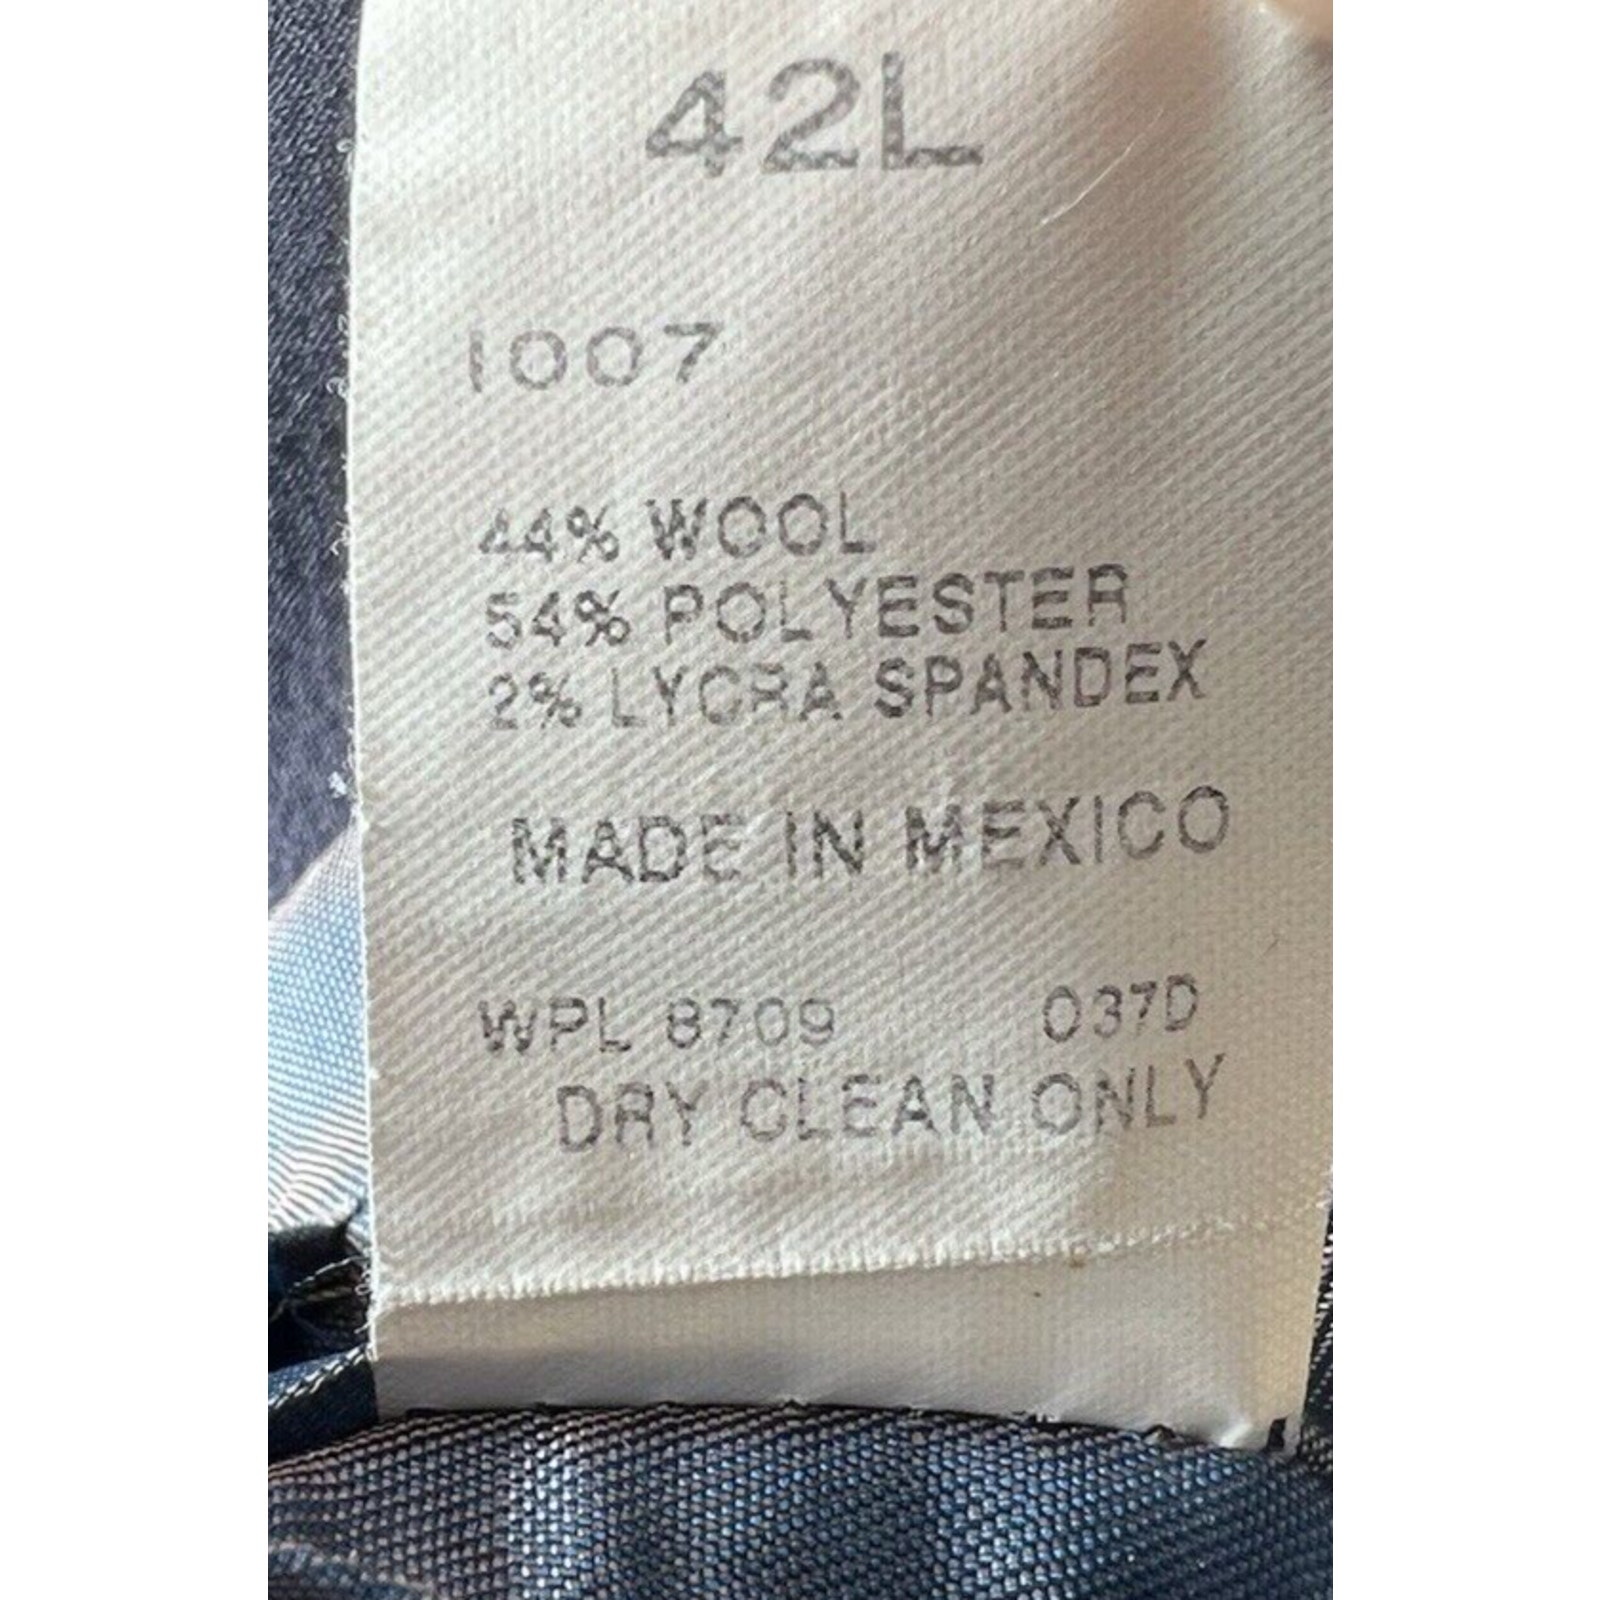 42L
1007
44% WOOL
54% POLYESTER
2% LYCRA SPANDEX
MADE IN MEXICO
WPL 8709 037D
DRY CLEAN ONLY